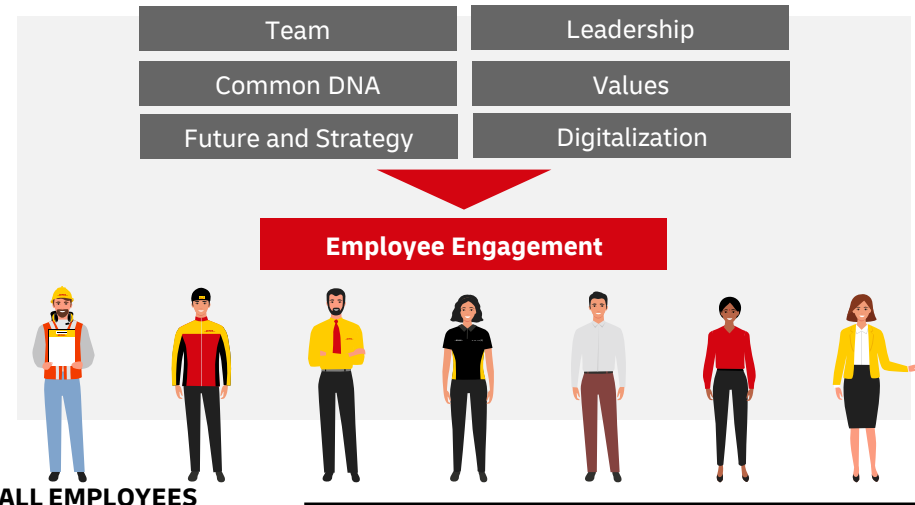 Team
Leadership
Common DNA
Values
Future and Strategy
Digitalization
Employee Engagement
ALL EMPLOYEES